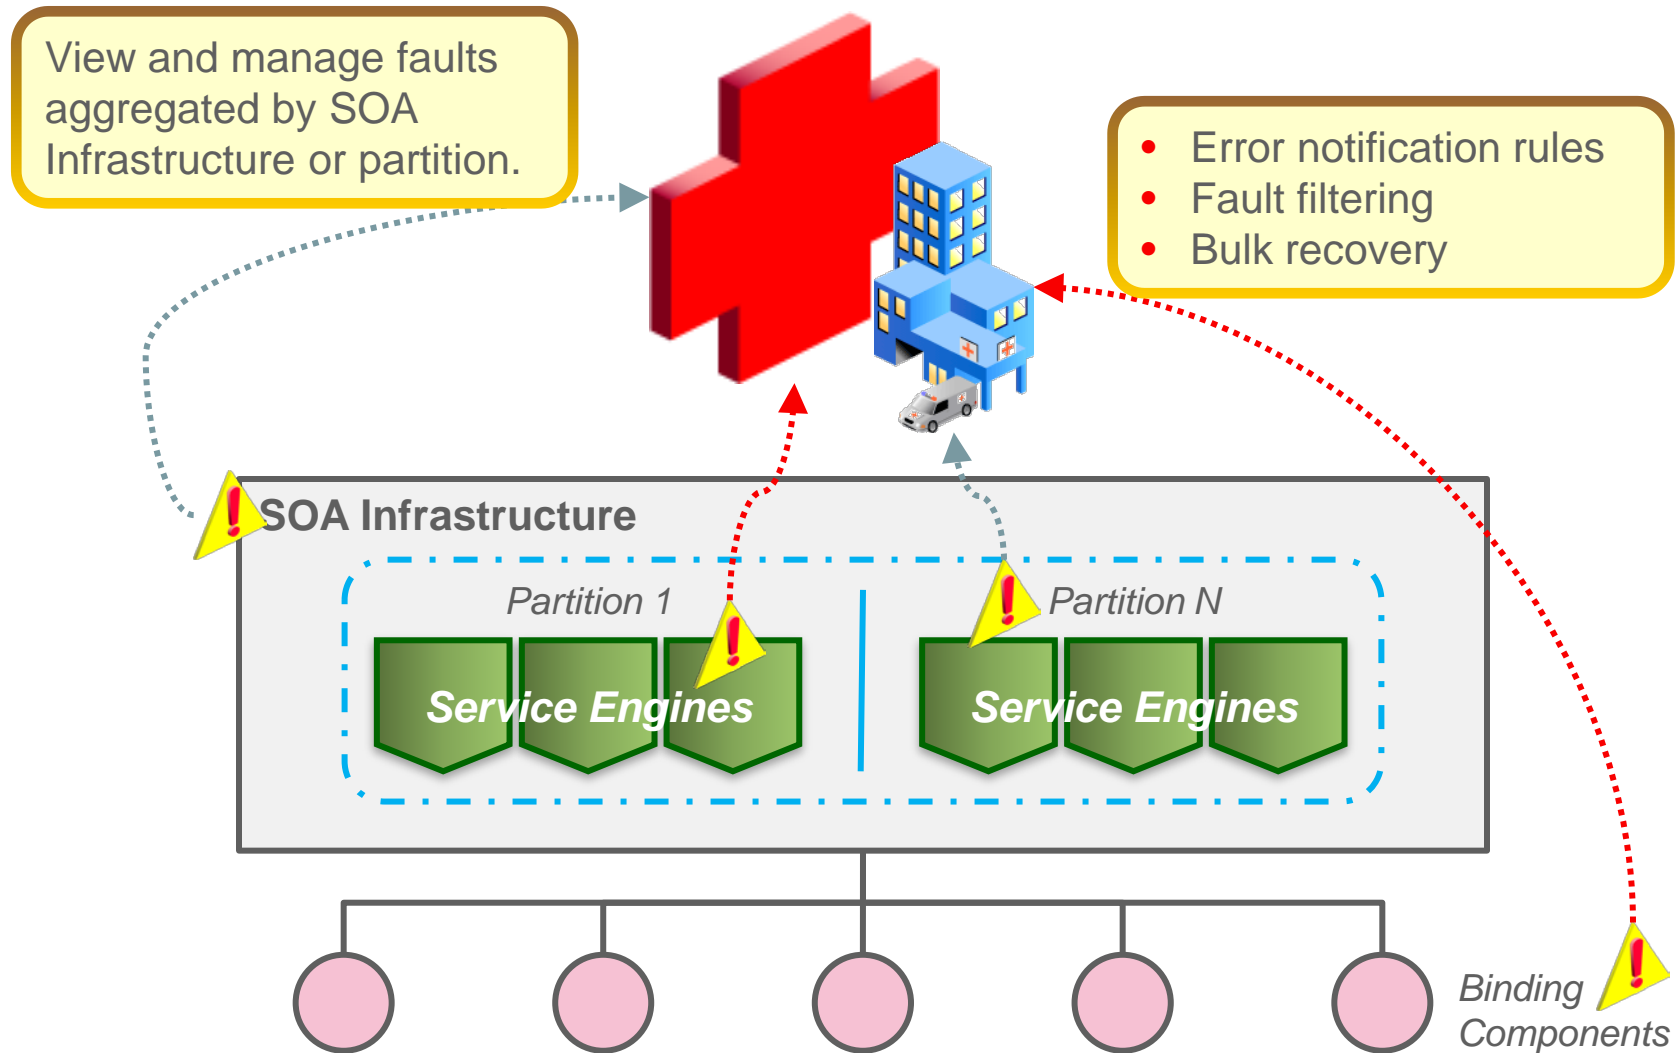 View and manage faults
aggregated by SOA
Infrastructure or partition.
• Error notification rules
• Fault filtering
• Bulk recovery
SOA Infrastructure
Partition 1
Partition N
Service Engines
Service Engines
Binding
Components